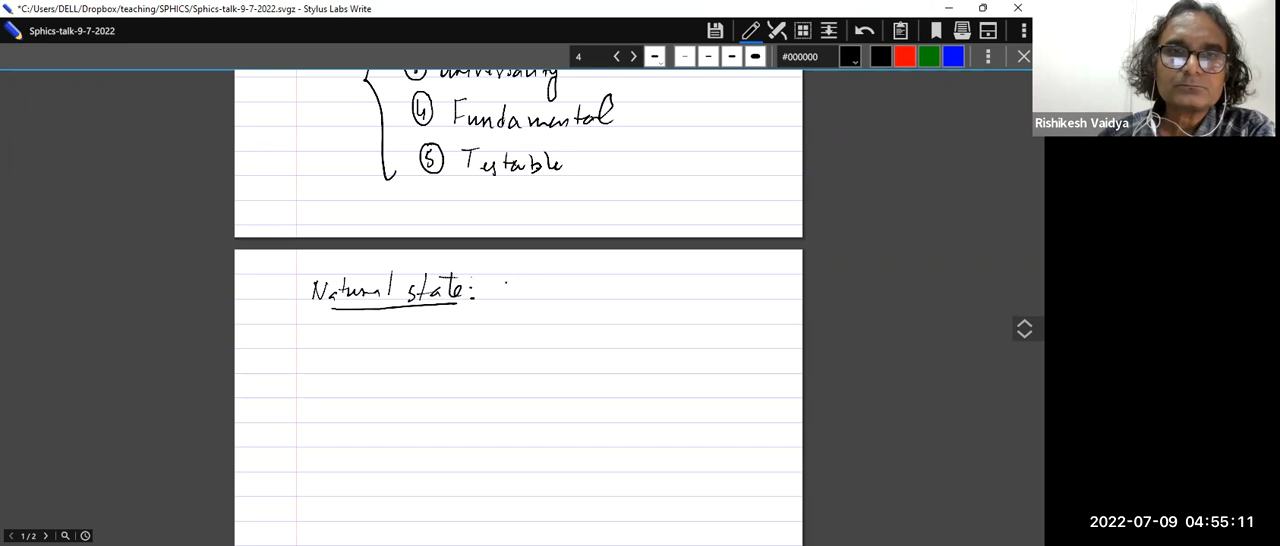 *C:/Users/DELL/Dropbox/teaching/SPHICS/Sphics-talk-9-7-2022.svgz - Stylus Labs Write
Sphics-talk-9-7-2022
4
#000000
Rishikesh Vaidya
④ Fundamental
⑤ Testable
Natural state:
1/2
2022-07-09 04:55:11